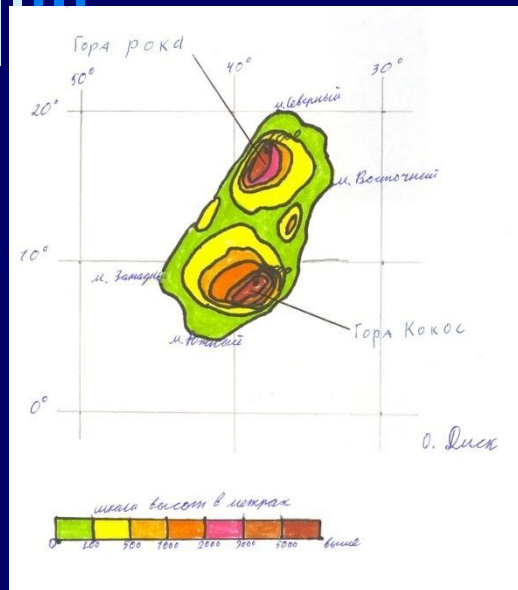 Гора рока
50° 40° 30°
20°
м. Северный
м. Восточный
10°
м. Западный
Гора Кокос
м. Южный
0°
О. Диск
шкала высот в метрах
0 200 500 1000 2000 3000 5000 выше